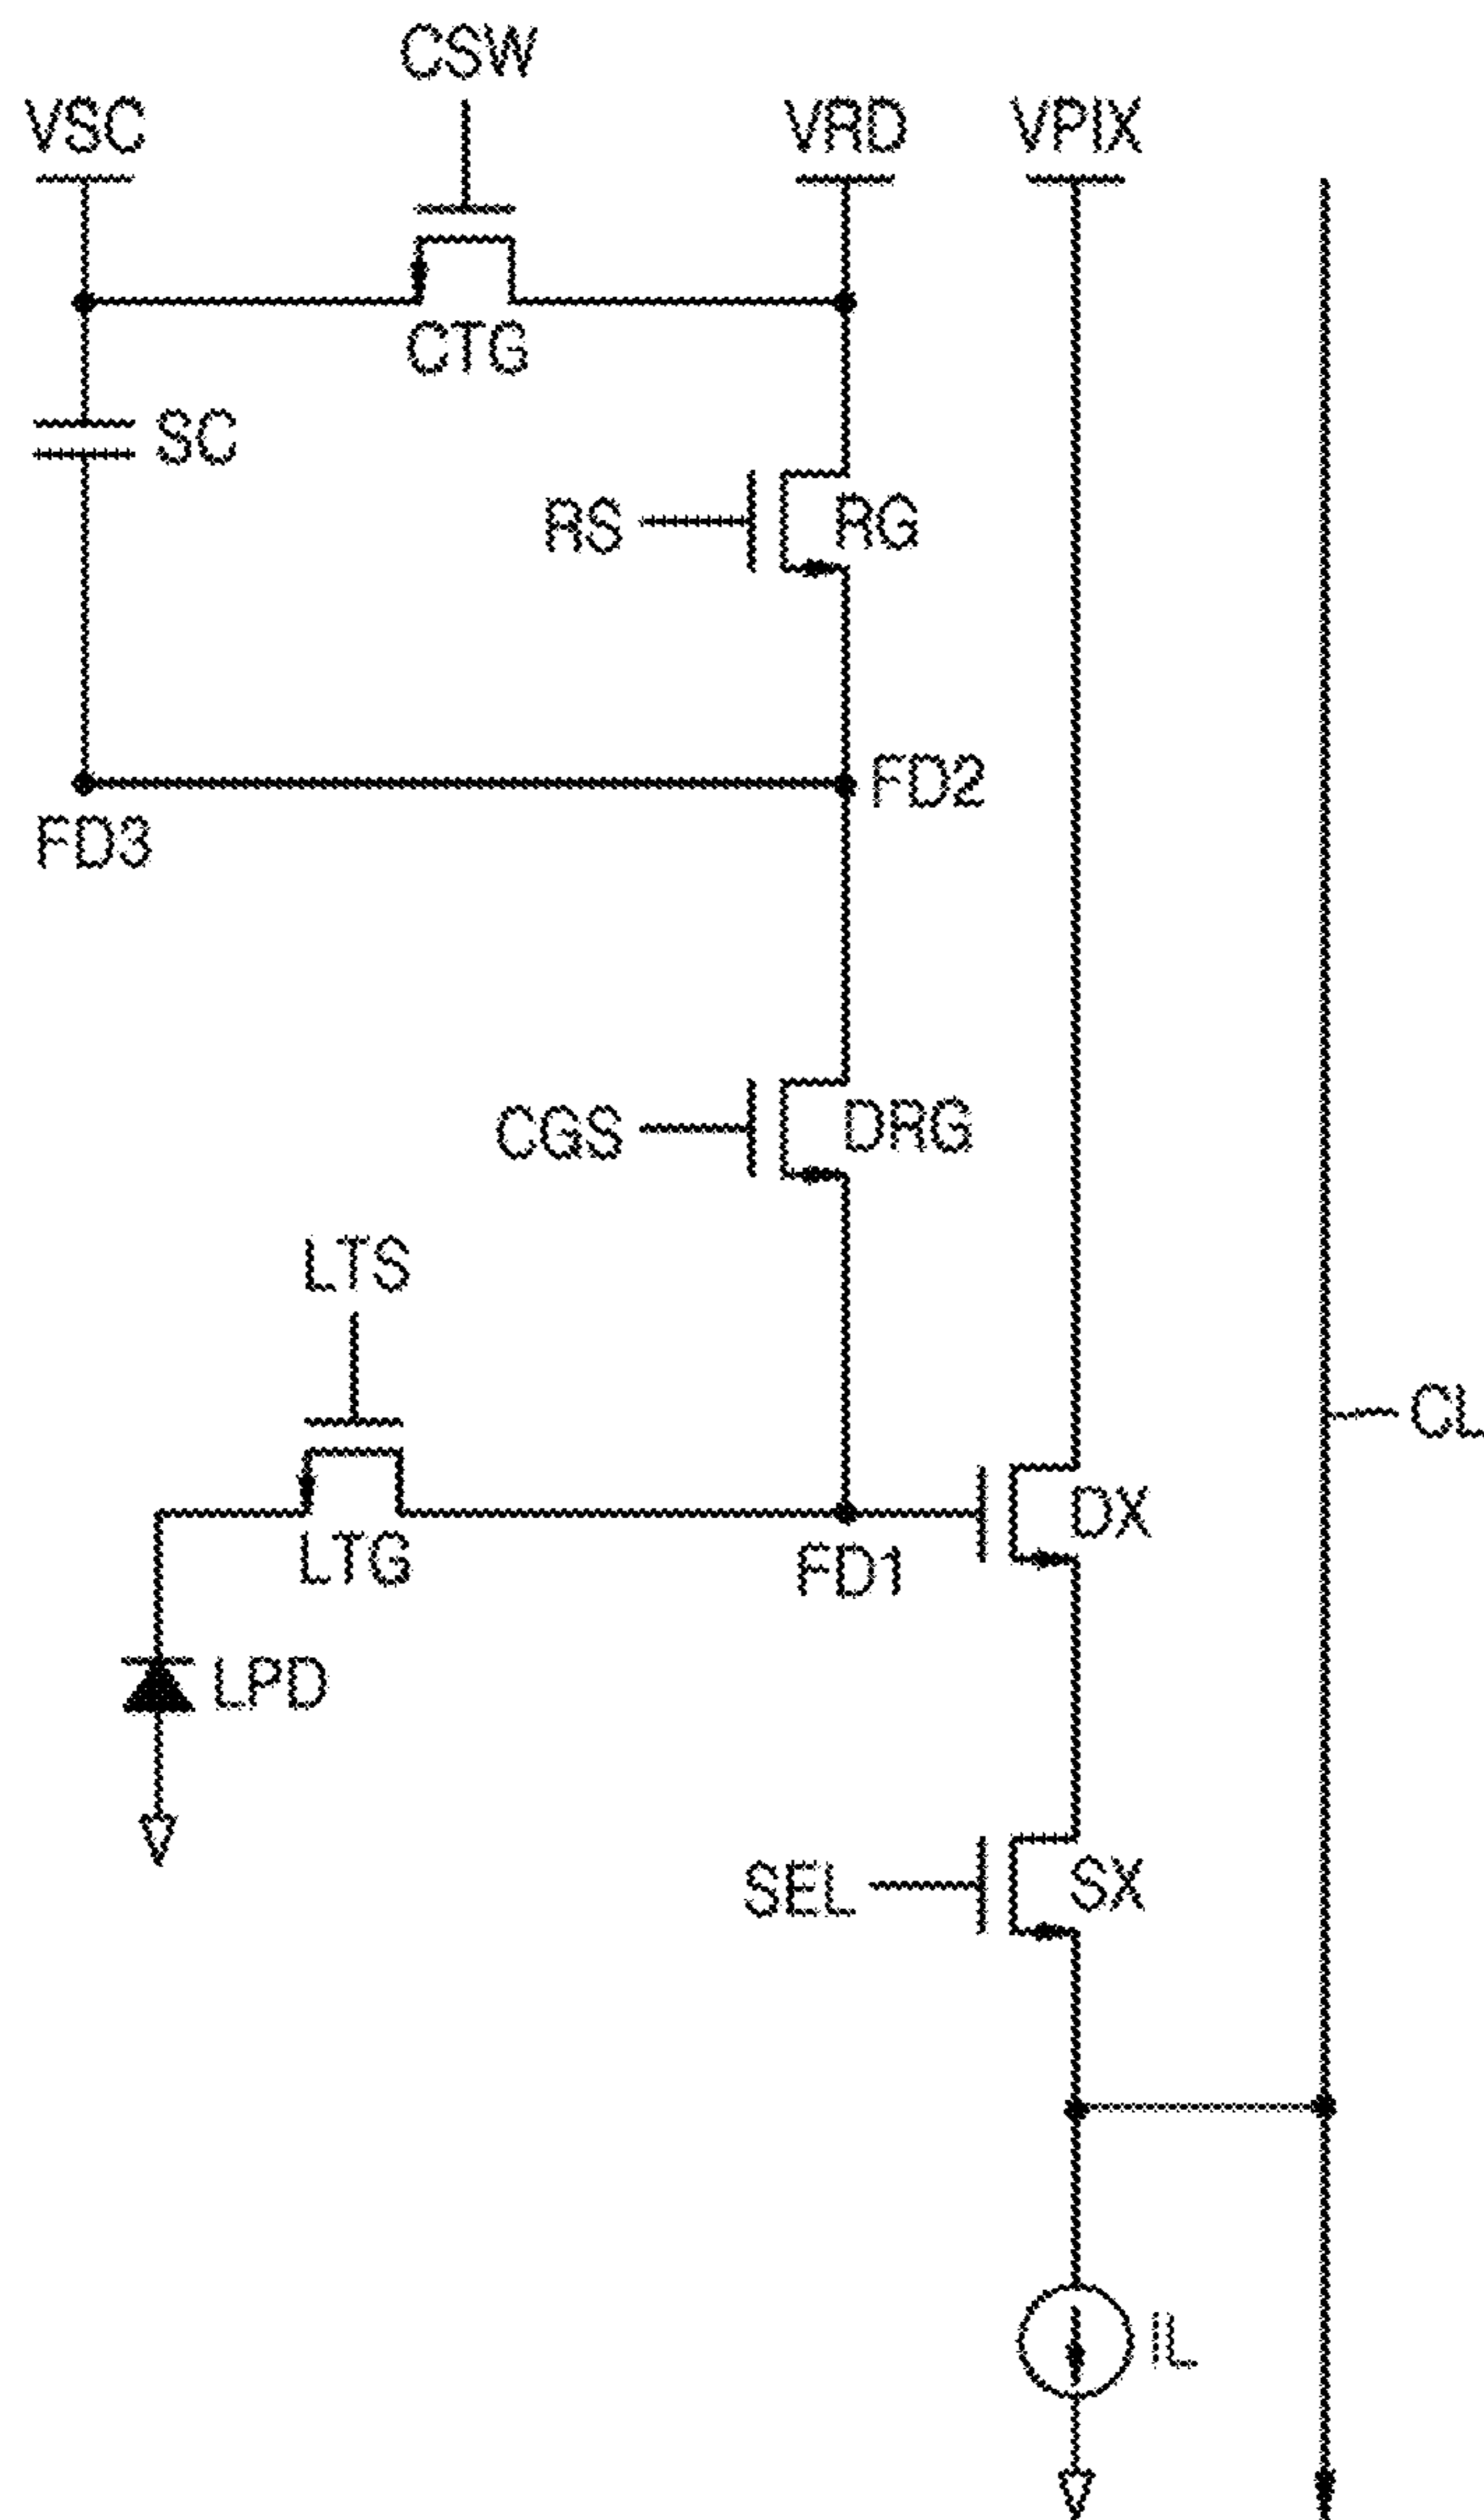 CSW
VSC
VRD
VPIX
CTG
SC
RS
RG
FD2
FD3
CGS
DRG
LTS
CL
DX
LTG
FD1
LPD
SEL
SX
IL